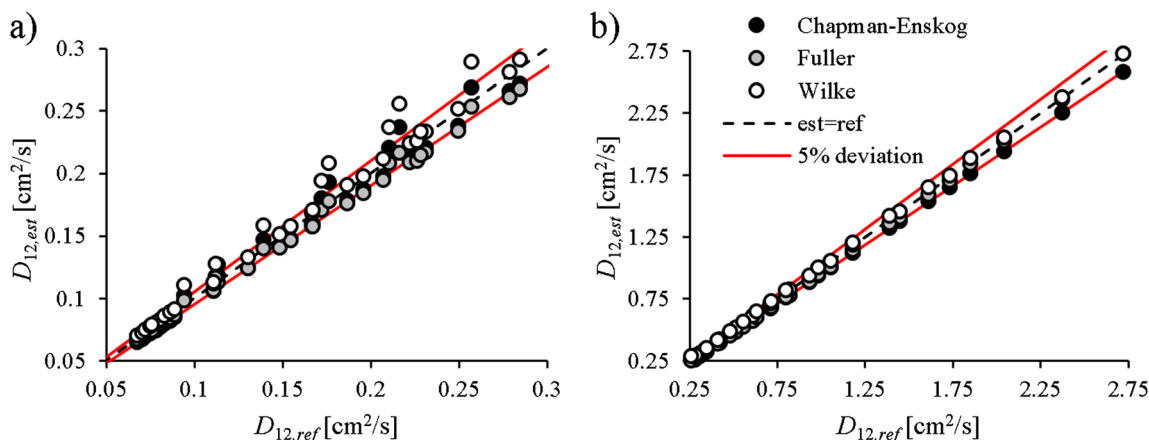 a)
0.3
0.25
0.2
0.15
0.1
0.05
D12,est [cm2/s]
0.05 0.1 0.15 0.2 0.25 0.3
D12,ref [cm2/s]
b)
2.75
2.25
1.75
1.25
0.75
0.25
D12,est [cm2/s]
Chapman-Enskog
Fuller
Wilke
est=ref
5% deviation
0.25 0.75 1.25 1.75 2.25 2.75
D12,ref [cm2/s]